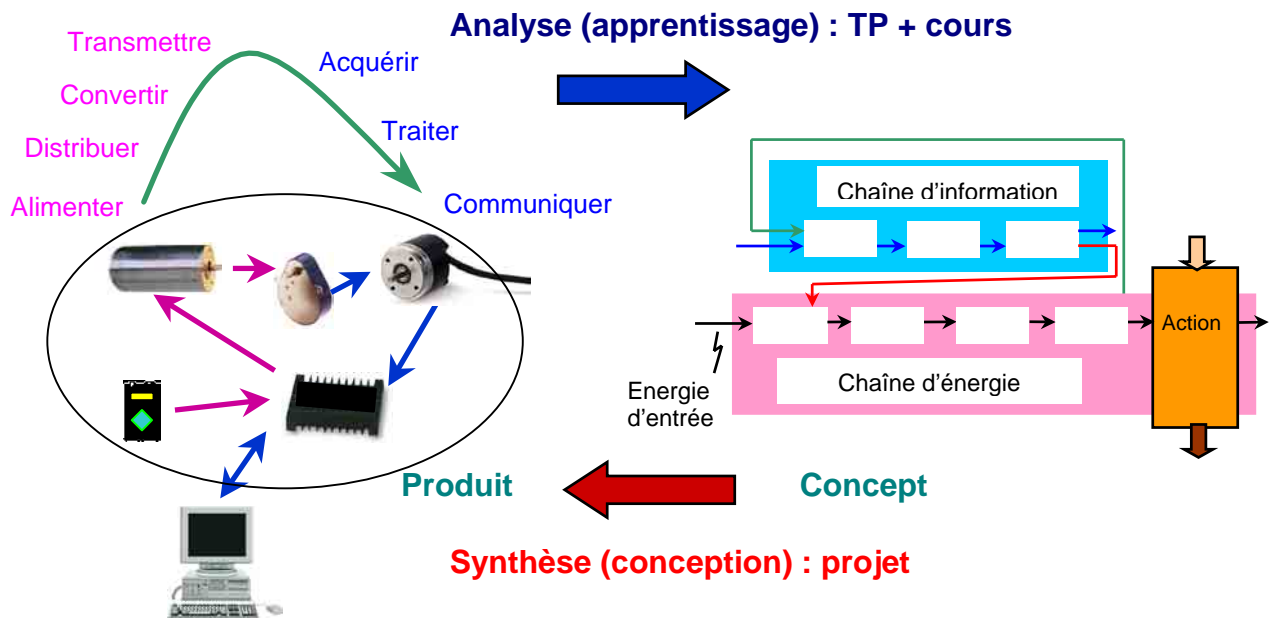 Analyse (apprentissage) : TP + cours
Transmettre
Acquérir
Convertir
Traiter
Distribuer
Alimenter
Communiquer
Chaîne d'information
Action
Chaîne d'énergie
Energie
d'entrée
Produit
Concept
Synthèse (conception) : projet